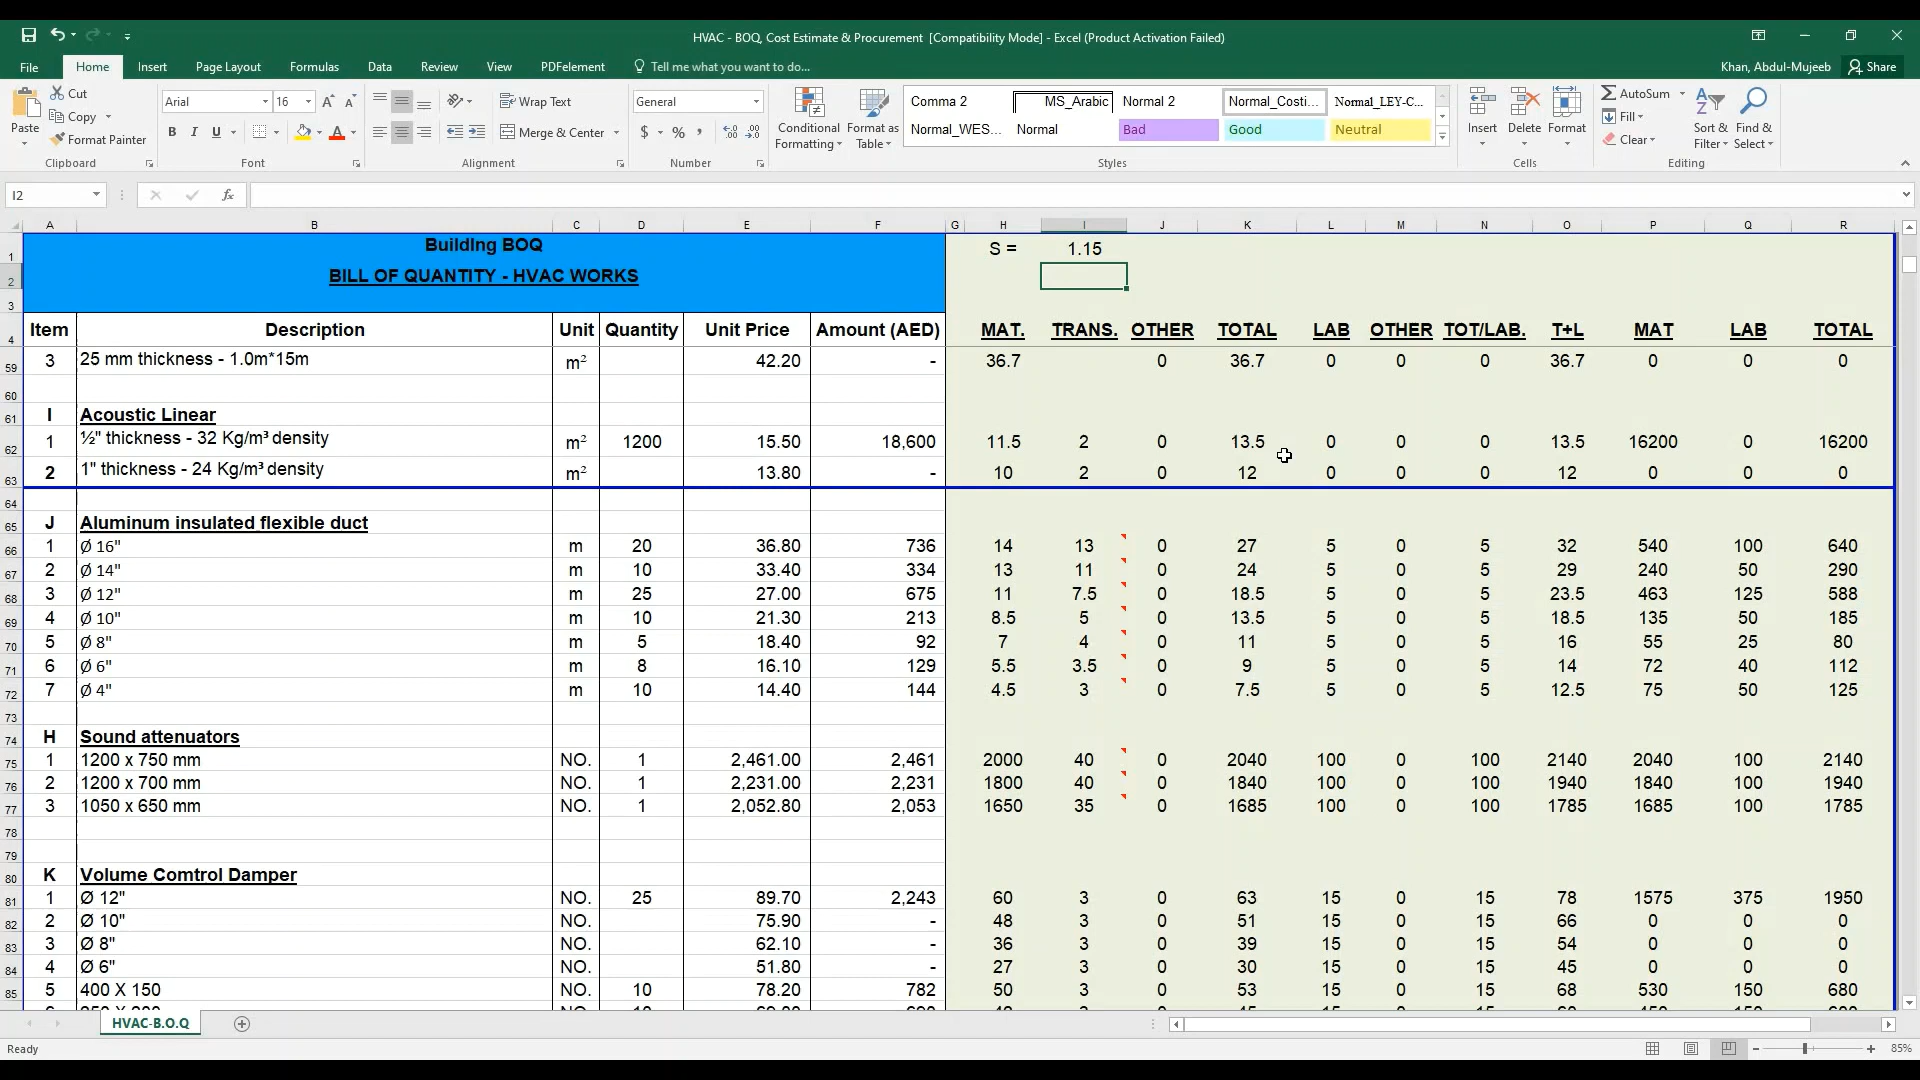 HVAC - BOQ, Cost Estimate & Procurement [Compatibility Mode] - Excel (Product Activation Failed)
File Home Insert Page Layout Formulas Data Review View PDFelement Tell me what you want to do... Khan, Abdul-Mujeeb Share
Paste Cut Copy Format Painter Clipboard
Arial 16 A A B I U A Font
Wrap Text Merge & Center Alignment
General $ % , Number
Conditional Formatting Format as Table
Comma 2 MS_Arabic Normal 2 Normal_Costi... Normal_LEY-C...
Normal_WES... Normal Bad Good Neutral
Styles
Insert Delete Format Cells
AutoSum Fill Clear Sort & Filter Find & Select Editing
I2 fx
A B C D E F G H I J K L M N O P Q R
1 Building BOQ S = 1.15
2 BILL OF QUANTITY - HVAC WORKS
3
4 Item Description Unit Quantity Unit Price Amount (AED) MAT. TRANS. OTHER TOTAL LAB OTHER TOT/LAB. T+L MAT LAB TOTAL
59 3 25 mm thickness - 1.0m*15m m² 42.20 - 36.7 0 36.7 0 0 0 36.7 0 0 0
60
61 I Acoustic Linear
62 1 ½" thickness - 32 Kg/m³ density m² 1200 15.50 18,600 11.5 2 0 13.5 0 0 0 13.5 16200 0 16200
63 2 1" thickness - 24 Kg/m³ density m² 13.80 - 10 2 0 12 0 0 0 12 0 0 0
64
65 J Aluminum insulated flexible duct
66 1 Ø 16" m 20 36.80 736 14 13 0 27 5 0 5 32 540 100 640
67 2 Ø 14" m 10 33.40 334 13 11 0 24 5 0 5 29 240 50 290
68 3 Ø 12" m 25 27.00 675 11 7.5 0 18.5 5 0 5 23.5 463 125 588
69 4 Ø 10" m 10 21.30 213 8.5 5 0 13.5 5 0 5 18.5 135 50 185
70 5 Ø 8" m 5 18.40 92 7 4 0 11 5 0 5 16 55 25 80
71 6 Ø 6" m 8 16.10 129 5.5 3.5 0 9 5 0 5 14 72 40 112
72 7 Ø 4" m 10 14.40 144 4.5 3 0 7.5 5 0 5 12.5 75 50 125
73
74 H Sound attenuators
75 1 1200 x 750 mm NO. 1 2,461.00 2,461 2000 40 0 2040 100 0 100 2140 2040 100 2140
76 2 1200 x 700 mm NO. 1 2,231.00 2,231 1800 40 0 1840 100 0 100 1940 1840 100 1940
77 3 1050 x 650 mm NO. 1 2,052.80 2,053 1650 35 0 1685 100 0 100 1785 1685 100 1785
78
79
80 K Volume Comtrol Damper
81 1 Ø 12" NO. 25 89.70 2,243 60 3 0 63 15 0 15 78 1575 375 1950
82 2 Ø 10" NO. 75.90 - 48 3 0 51 15 0 15 66 0 0 0
83 3 Ø 8" NO. 62.10 - 36 3 0 39 15 0 15 54 0 0 0
84 4 Ø 6" NO. 51.80 - 27 3 0 30 15 0 15 45 0 0 0
85 5 400 X 150 NO. 10 78.20 782 50 3 0 53 15 0 15 68 530 150 680
HVAC-B.O.Q
Ready 85%